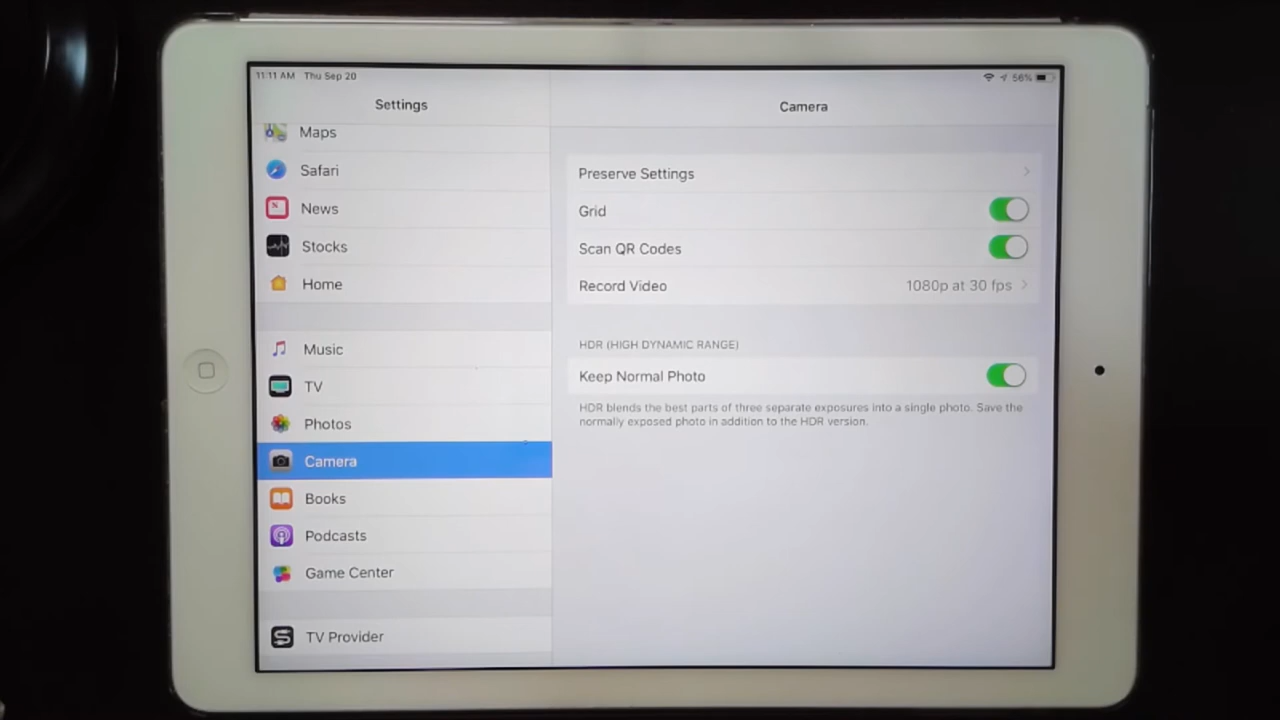 11:11 AM Thu Sep 20
56%
Settings
Maps
Safari
News
Stocks
Home
Music
TV
Photos
Camera
Books
Podcasts
Game Center
TV Provider
Camera
Preserve Settings
Grid
Scan QR Codes
Record Video 1080p at 30 fps
HDR (HIGH DYNAMIC RANGE)
Keep Normal Photo
HDR blends the best parts of three separate exposures into a single photo. Save the
normally exposed photo in addition to the HDR version.